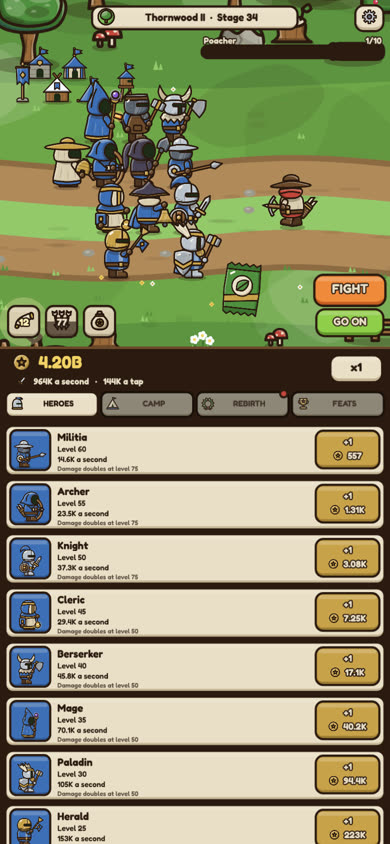 Thornwood II · Stage 34
Poacher
1/10
FIGHT
GO ON
4.20B
964K a second · 144K a tap
x1
HEROES
CAMP
REBIRTH
FEATS
Militia
Level 60
14.6K a second
Damage doubles at level 75
+1
557
Archer
Level 55
23.5K a second
Damage doubles at level 75
+1
1.31K
Knight
Level 50
37.3K a second
Damage doubles at level 75
+1
3.08K
Cleric
Level 45
29.4K a second
Damage doubles at level 50
+1
7.25K
Berserker
Level 40
45.8K a second
Damage doubles at level 50
+1
17.1K
Mage
Level 35
70.1K a second
Damage doubles at level 50
+1
40.2K
Paladin
Level 30
105K a second
Damage doubles at level 50
+1
94.4K
Herald
Level 25
153K a second
+1
223K